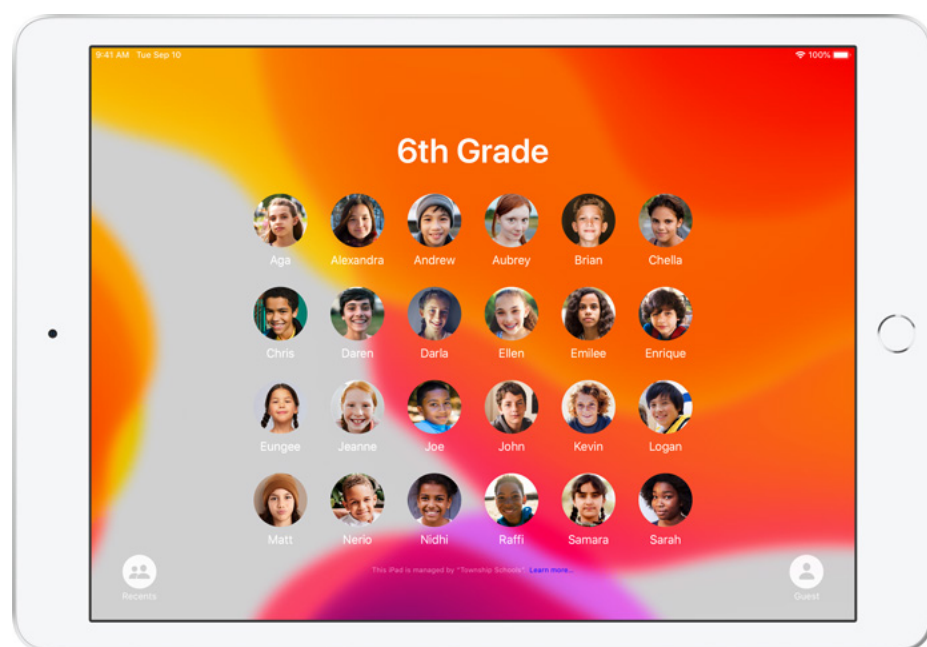 9:41 AM Tue Sep 10
100%
6th Grade
Aga Alexandra Andrew Aubrey Brian Chella
Chris Daren Darla Ellen Emilee Enrique
Eungee Jeanne Joe John Kevin Logan
Matt Nerio Nidhi Raffi Samara Sarah
This iPad is managed by "Township Schools". Learn more...
Recents
Guest